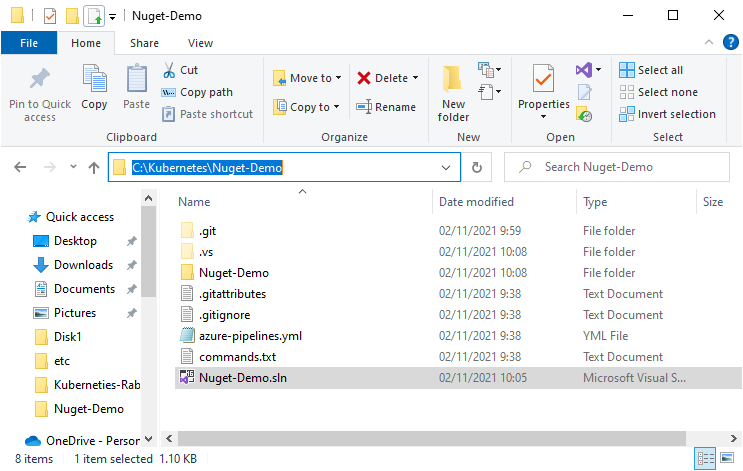 Nuget-Demo
File Home Share View
Pin to Quick access
Copy
Paste
Cut
Copy path
Paste shortcut
Clipboard
Move to
Copy to
Delete
Rename
Organize
New folder
New
Properties
Open
Select all
Select none
Invert selection
Select
C:\Kubernetes\Nuget-Demo
Search Nuget-Demo
Quick access
Desktop
Downloads
Documents
Pictures
Disk1
etc
Kuberneties-Rab
Nuget-Demo
OneDrive - Person
Name Date modified Type Size
.git 02/11/2021 9:59 File folder
.vs 02/11/2021 10:08 File folder
Nuget-Demo 02/11/2021 10:08 File folder
.gitattributes 02/11/2021 9:38 Text Document
.gitignore 02/11/2021 9:38 Text Document
azure-pipelines.yml 02/11/2021 9:38 YML File
commands.txt 02/11/2021 9:38 Text Document
Nuget-Demo.sln 02/11/2021 10:05 Microsoft Visual S...
8 items 1 item selected 1.10 KB